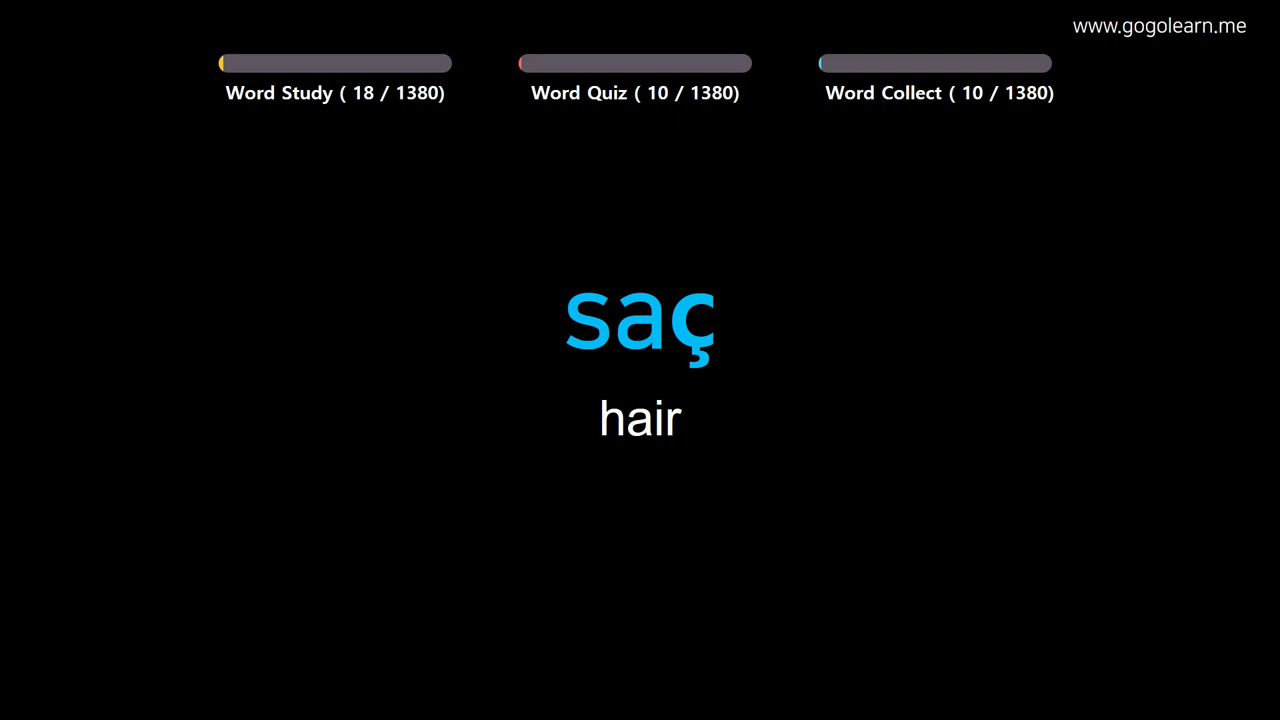 www.gogolearn.me
Word Study ( 18 / 1380)
Word Quiz ( 10 / 1380)
Word Collect ( 10 / 1380)
saç
hair